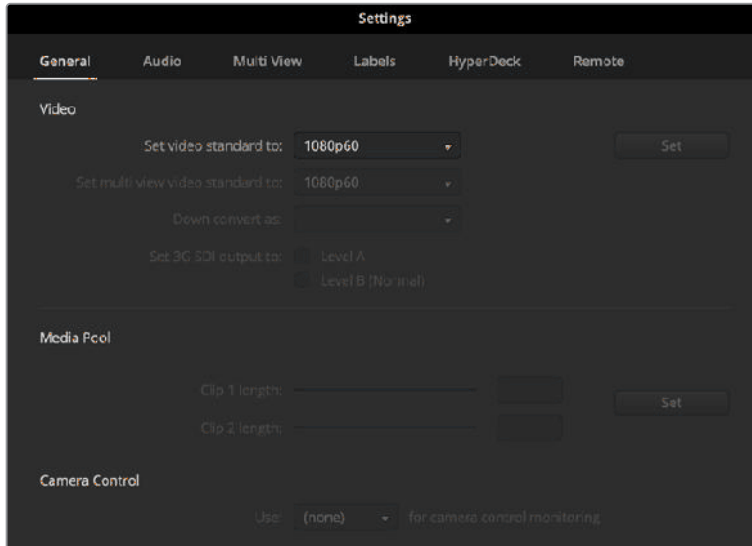 Settings
General Audio Multi View Labels HyperDeck Remote
Video
Set video standard to: 1080p60 Set
Set multi view video standard to: 1080p60
Down convert as:
Set 3G SDI output to: Level A
Level B (Normal)
Media Pool
Clip 1 length:
Set
Clip 2 length:
Camera Control
Use: (none) for camera control monitoring